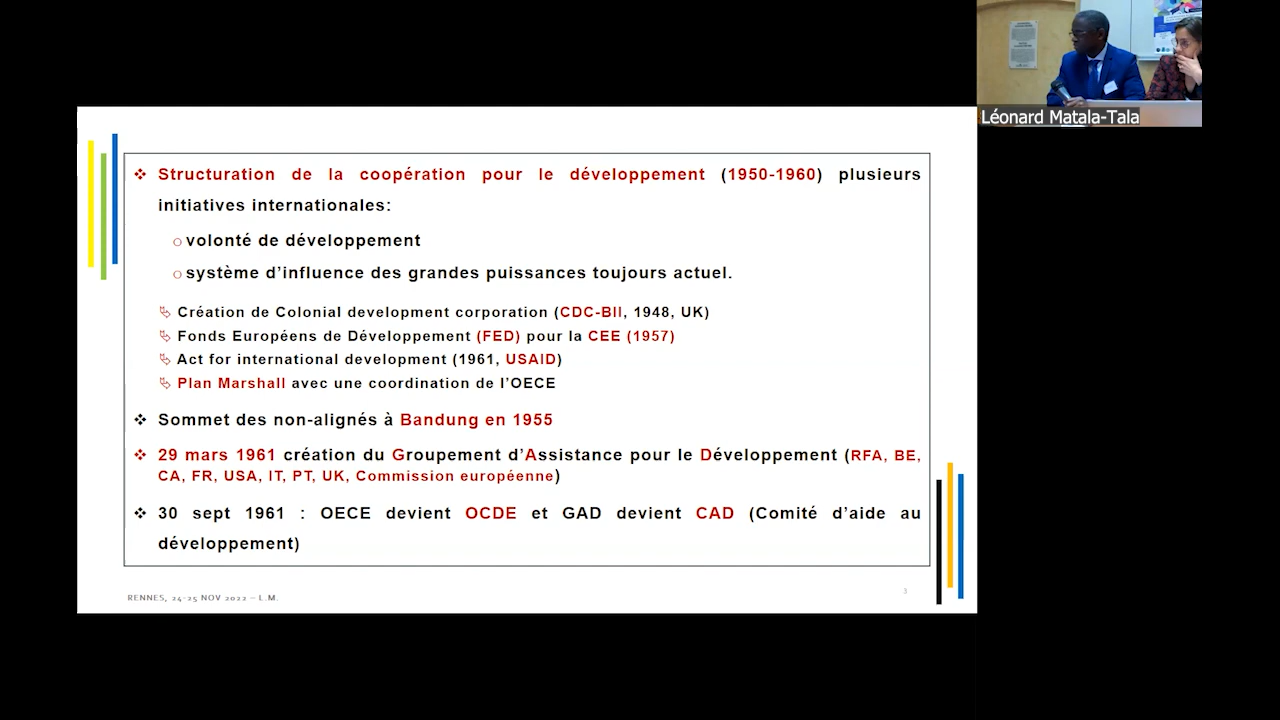 Léonard Matala-Tala
❖ Structuration de la coopération pour le développement (1950-1960) plusieurs
initiatives internationales:
○ volonté de développement
○ système d’influence des grandes puissances toujours actuel.
Création de Colonial development corporation (CDC-BII, 1948, UK)
Fonds Européens de Développement (FED) pour la CEE (1957)
Act for international development (1961, USAID)
Plan Marshall avec une coordination de l’OECE
❖ Sommet des non-alignés à Bandung en 1955
❖ 29 mars 1961 création du Groupement d’Assistance pour le Développement (RFA, BE,
CA, FR, USA, IT, PT, UK, Commission européenne)
❖ 30 sept 1961 : OECE devient OCDE et GAD devient CAD (Comité d’aide au
développement)
RENNES, 24-25 NOV 2022 – L.M.
3